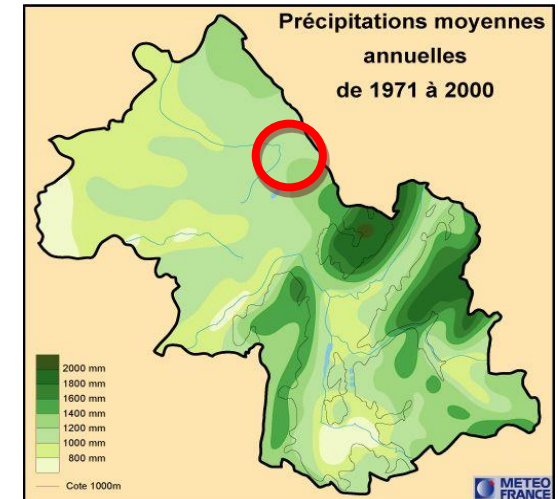 Précipitations moyennes
annuelles
de 1971 à 2000
2000 mm
1800 mm
1600 mm
1400 mm
1200 mm
1000 mm
800 mm
Cote 1000m
METEO
FRANCE